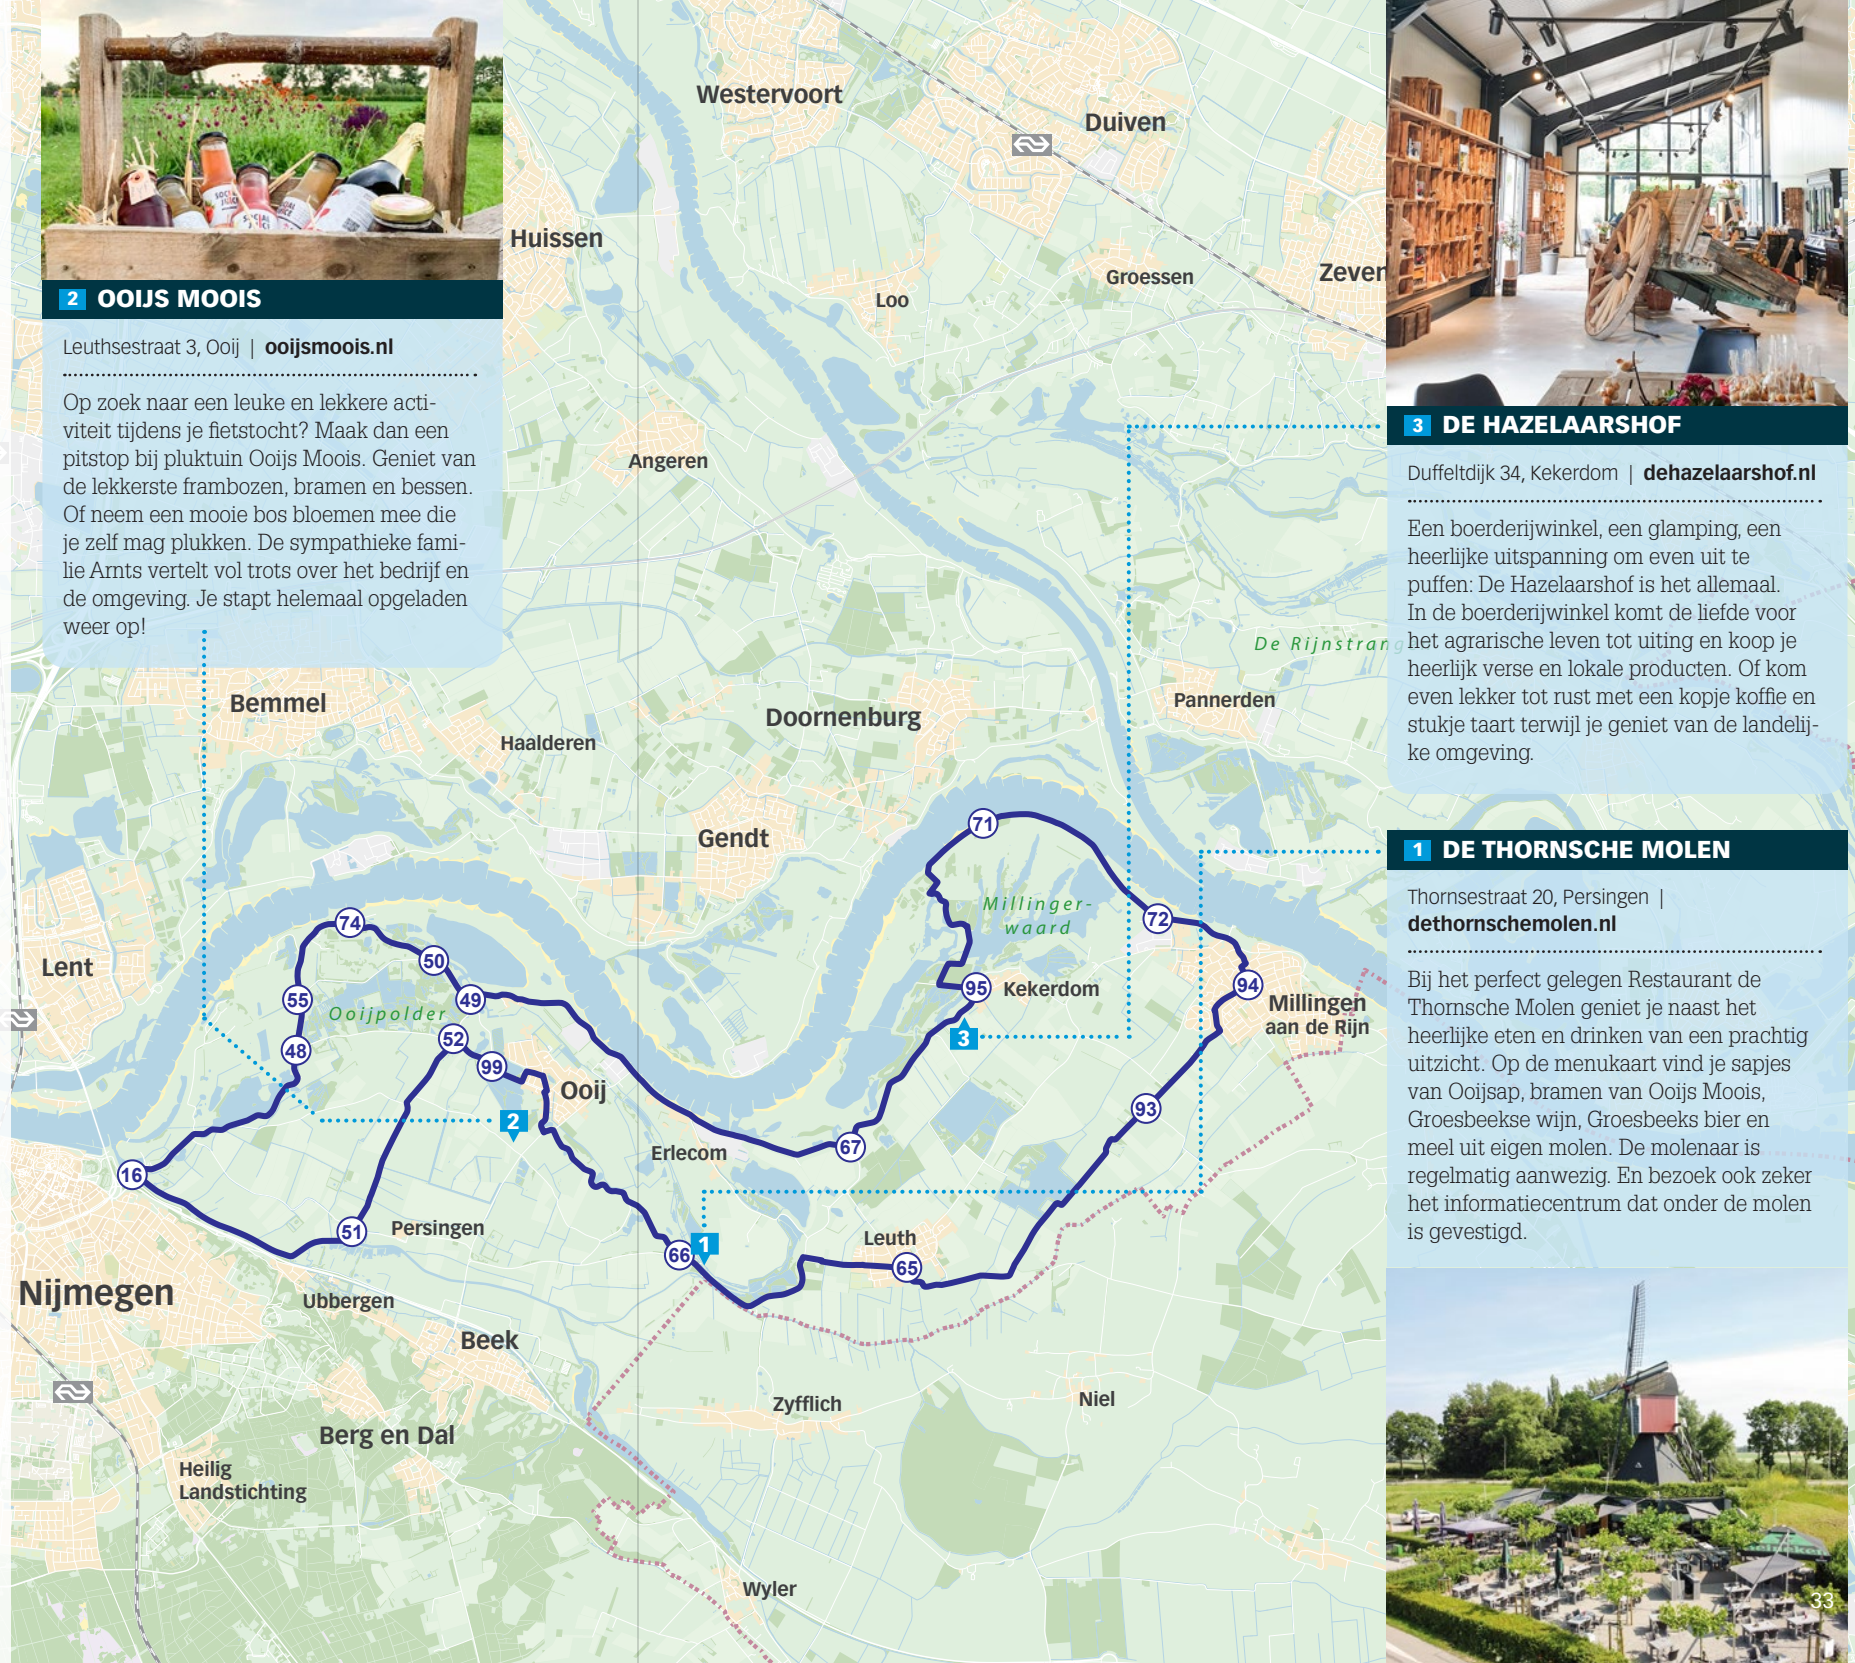 2 OOIJS MOOIS
Leuthsestraat 3, Ooij | ooijsmoois.nl
Op zoek naar een leuke en lekkere acti-
viteit tijdens je fietstocht? Maak dan een
pitstop bij pluktuin Ooijs Moois. Geniet van
de lekkerste frambozen, bramen en bessen.
Of neem een mooie bos bloemen mee die
je zelf mag plukken. De sympathieke fami-
lie Arnts vertelt vol trots over het bedrijf en
de omgeving. Je stapt helemaal opgeladen
weer op!
3 DE HAZELAARSHOF
Duffeltdijk 34, Kekerdom | dehazelaarshof.nl
Een boerderijwinkel, een glamping, een
heerlijke uitspanning om even uit te
puffen: De Hazelaarshof is het allemaal.
In de boerderijwinkel komt de liefde voor
het agrarische leven tot uiting en koop je
heerlijk verse en lokale producten. Of kom
even lekker tot rust met een kopje koffie en
stukje taart terwijl je geniet van de landelij-
ke omgeving.
1 DE THORNSCHE MOLEN
Thornsestraat 20, Persingen |
dethornschemolen.nl
Bij het perfect gelegen Restaurant de
Thornsche Molen geniet je naast het
heerlijke eten en drinken van een prachtig
uitzicht. Op de menukaart vind je sapjes
van Ooijsap, bramen van Ooijs Moois,
Groesbeekse wijn, Groesbeeks bier en
meel uit eigen molen. De molenaar is
regelmatig aanwezig. En bezoek ook zeker
het informatiecentrum dat onder de molen
is gevestigd.
33
Westervoort
Duiven
Huissen
Loo
Groessen
Zeven
Angeren
De Rijnstrang
Bemmel
Haalderen
Doornenburg
Pannerden
Gendt
71
Millinger-
waard
74
72
50
Lent
55
49
Ooijpolder
95
Kekerdom
94
Millingen
aan de Rijn
48
52
3
99
Ooij
93
2
Erlecom
67
16
51
Persingen
66
1
Leuth
65
Nijmegen
Ubbergen
Beek
Zyfflich
Niel
Berg en Dal
Heilig
Landstichting
Wyler